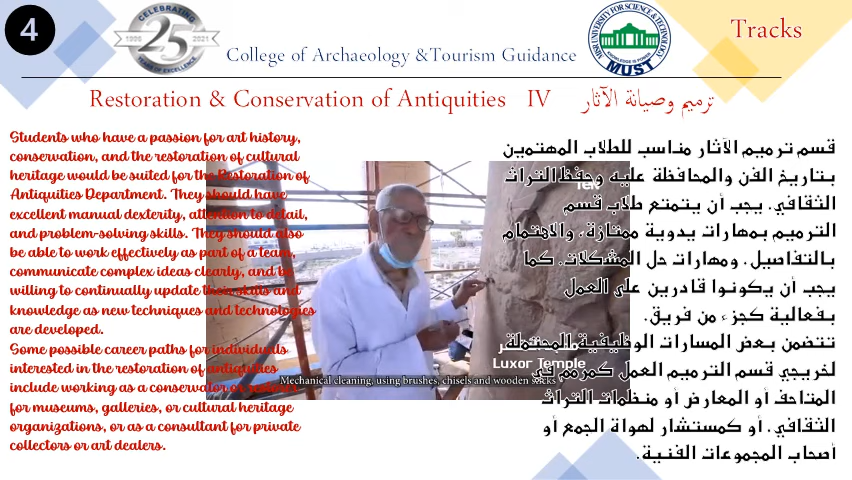 4
CELEBRATING
25
1996
2021
YEARS OF EXCELLENCE
College of Archaeology &Tourism Guidance
MISR UNIVERSITY FOR SCIENCE & TECHNOLOGY
KNOWLEDGE IS POWER
MUST
Tracks
Restoration & Conservation of Antiquities IV ترميم وصيانة الآثار
Students who have a passion for art history,
conservation, and the restoration of cultural
heritage would be suited for the Restoration of
Antiquities Department. They should have
excellent manual dexterity, attention to detail,
and problem-solving skills. They should also
be able to work effectively as part of a team,
communicate complex ideas clearly, and be
willing to continually update their skills and
knowledge as new techniques and technologies
are developed.
Some possible career paths for individuals
interested in the restoration of antiquities
include working as a conservator or restorer
for museums, galleries, or cultural heritage
organizations, or as a consultant for private
collectors or art dealers.
Luxor Temple
Mechanical cleaning, using brushes, chisels and wooden sticks
قسم ترميم الآثار مناسب للطلاب المهتمين
بتاريخ الفن والمحافظة عليه وحفظ التراث
الثقافي. يجب أن يتمتع طلاب قسم
الترميم بمهارات يدوية ممتازة، والاهتمام
بالتفاصيل، ومهارات حل المشكلات. كما
يجب أن يكونوا قادرين على العمل
بفعالية كجزء من فريق.
تتضمن بعض المسارات الوظيفية المحتملة
لخريجي قسم الترميم العمل كمرمم في
المتاحف أو المعارض أو منظمات التراث
الثقافي، أو كمستشار لهواة الجمع أو
أصحاب المجموعات الفنية.